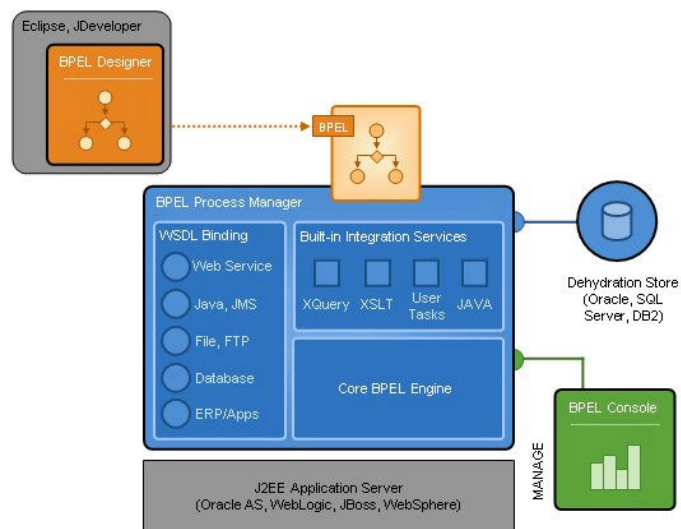 Eclipse, JDeveloper
BPEL Designer
BPEL
BPEL Process Manager
WSDL Binding
Web Service
Java, JMS
File, FTP
Database
ERP/Apps
Built-in Integration Services
XQuery
XSLT
User
Tasks
JAVA
Core BPEL Engine
Dehydration Store
(Oracle, SQL
Server, DB2)
MANAGE
BPEL Console
J2EE Application Server
(Oracle AS, WebLogic, JBoss, WebSphere)